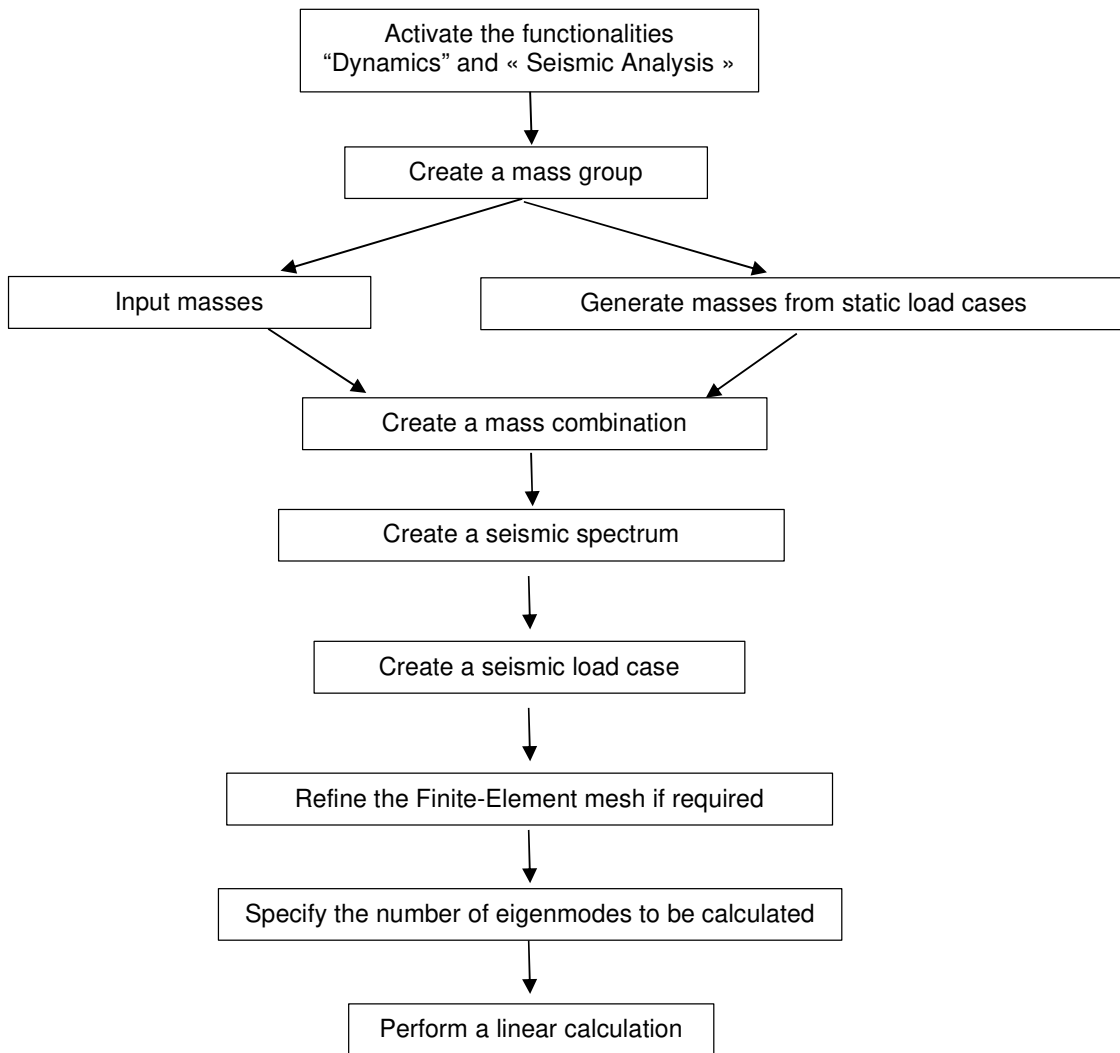 Activate the functionalities
“Dynamics” and « Seismic Analysis »
Create a mass group
Input masses
Generate masses from static load cases
Create a mass combination
Create a seismic spectrum
Create a seismic load case
Refine the Finite-Element mesh if required
Specify the number of eigenmodes to be calculated
Perform a linear calculation